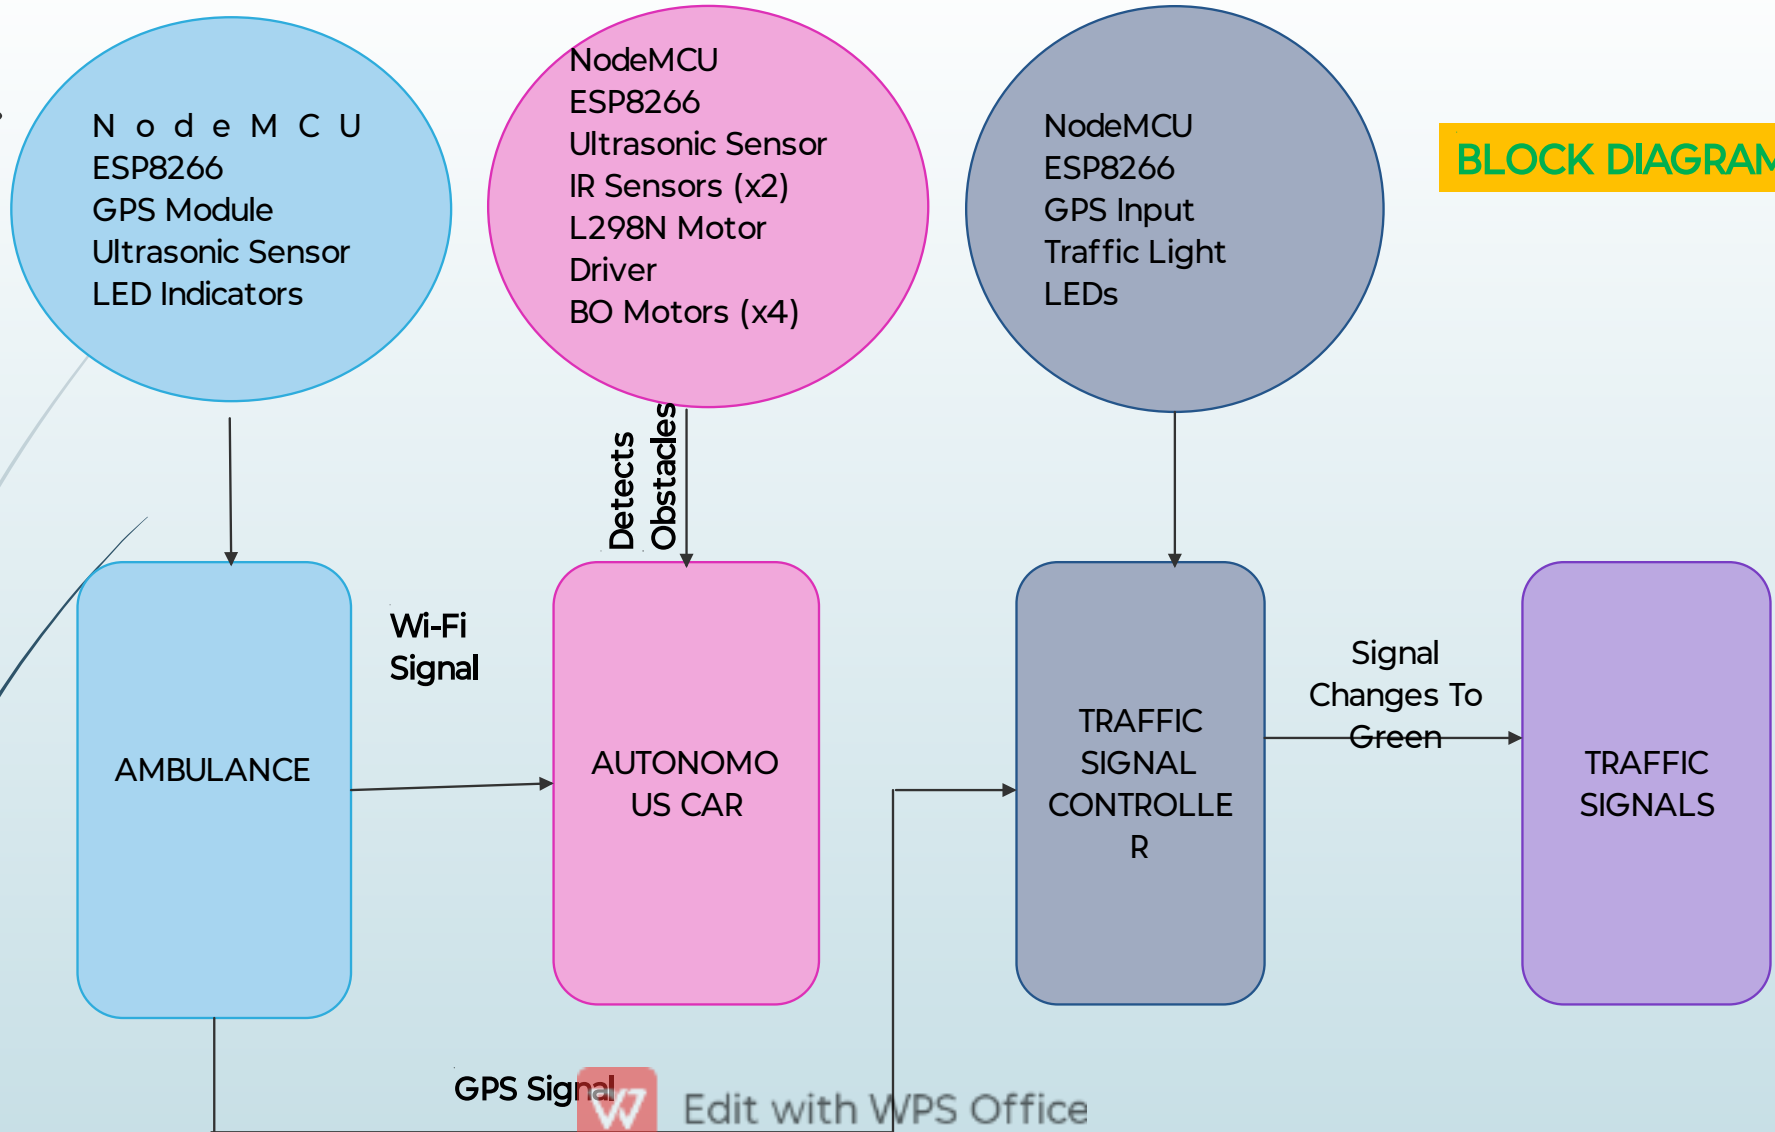 N o d e M C U
ESP8266
GPS Module
Ultrasonic Sensor
LED Indicators
NodeMCU
ESP8266
Ultrasonic Sensor
IR Sensors (x2)
L298N Motor
Driver
BO Motors (x4)
NodeMCU
ESP8266
GPS Input
Traffic Light
LEDs
BLOCK DIAGRAM
Detects
Obstacles
AMBULANCE
Wi-Fi
Signal
AUTONOMO
US CAR
TRAFFIC
SIGNAL
CONTROLLE
R
Signal
Changes To
Green
TRAFFIC
SIGNALS
GPS Signal
Edit with WPS Office